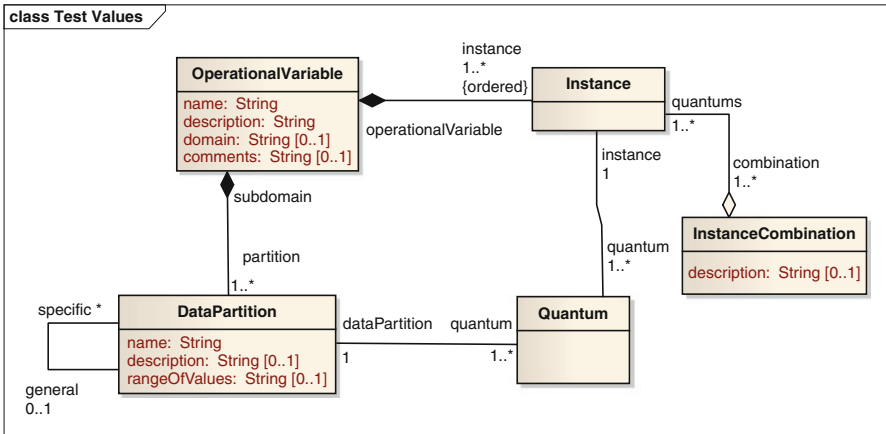 class Test Values
OperationalVariable
name: String
description: String
domain: String [0..1]
comments: String [0..1]
instance
1..*
{ordered}
operationalVariable
Instance
quantums
1..*
instance
1
combination
1..*
InstanceCombination
description: String [0..1]
subdomain
partition
1..*
quantum
1..*
specific *
general
0..1
DataPartition
name: String
description: String [0..1]
rangeOfValues: String [0..1]
dataPartition
1
quantum
1..*
Quantum